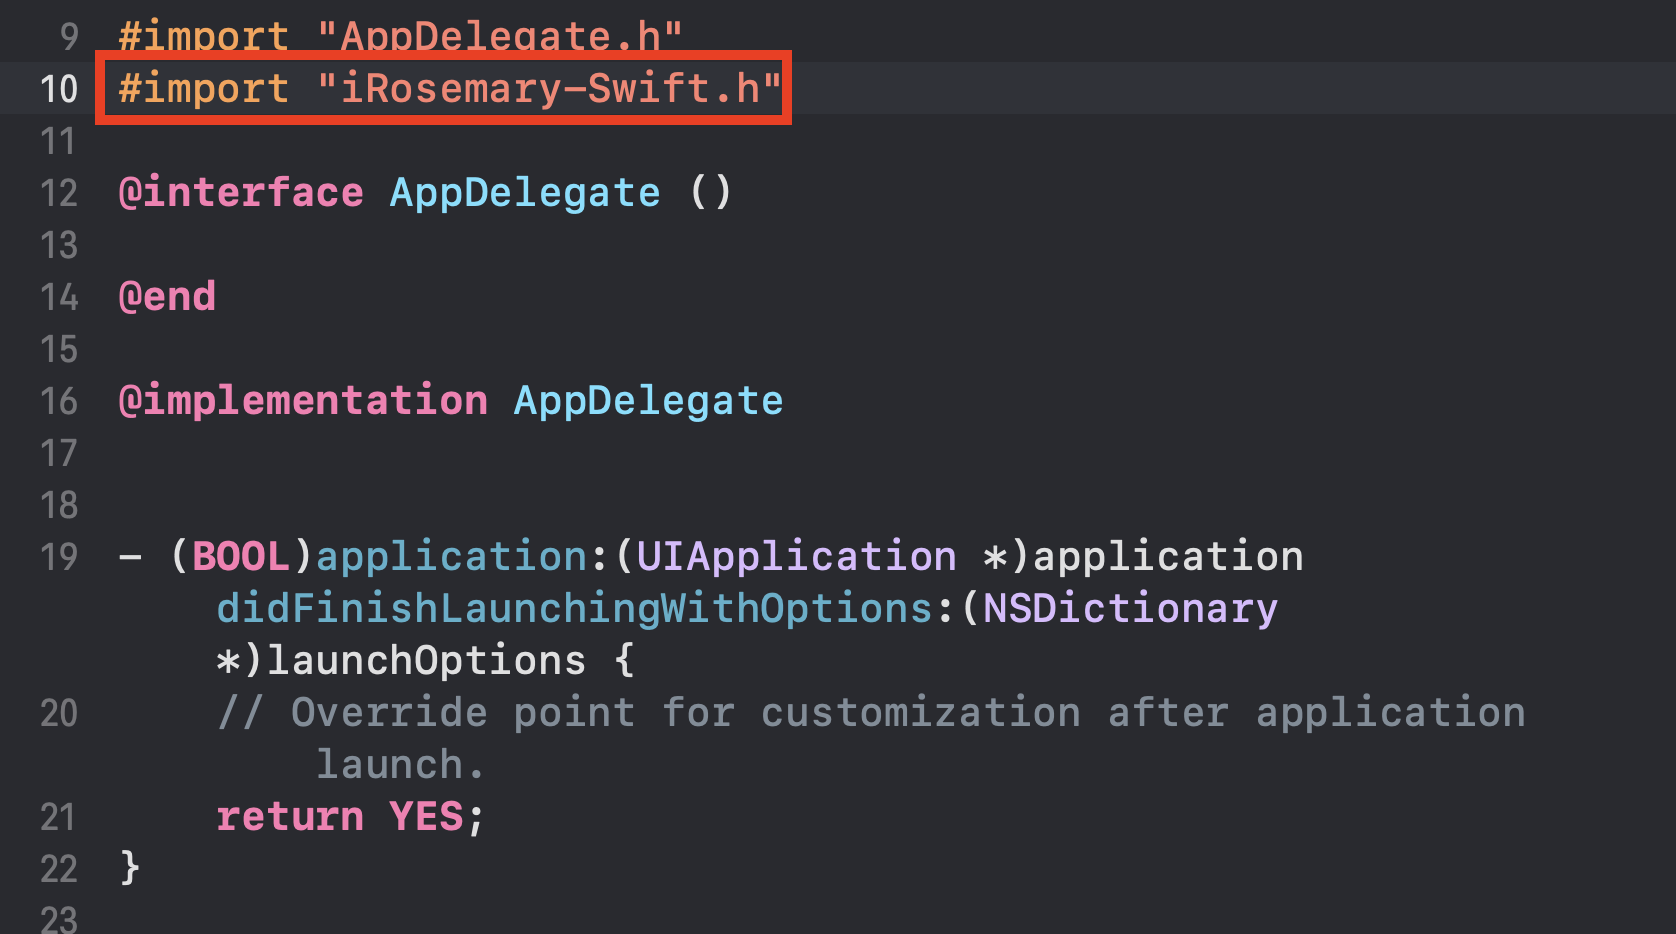 9 #import "AppDelegate.h"
10 #import "iRosemary-Swift.h"
11
12 @interface AppDelegate ()
13
14 @end
15
16 @implementation AppDelegate
17
18
19 - (BOOL)application:(UIApplication *)application
didFinishLaunchingWithOptions:(NSDictionary
*)launchOptions {
20 // Override point for customization after application
launch.
21 return YES;
22 }
23